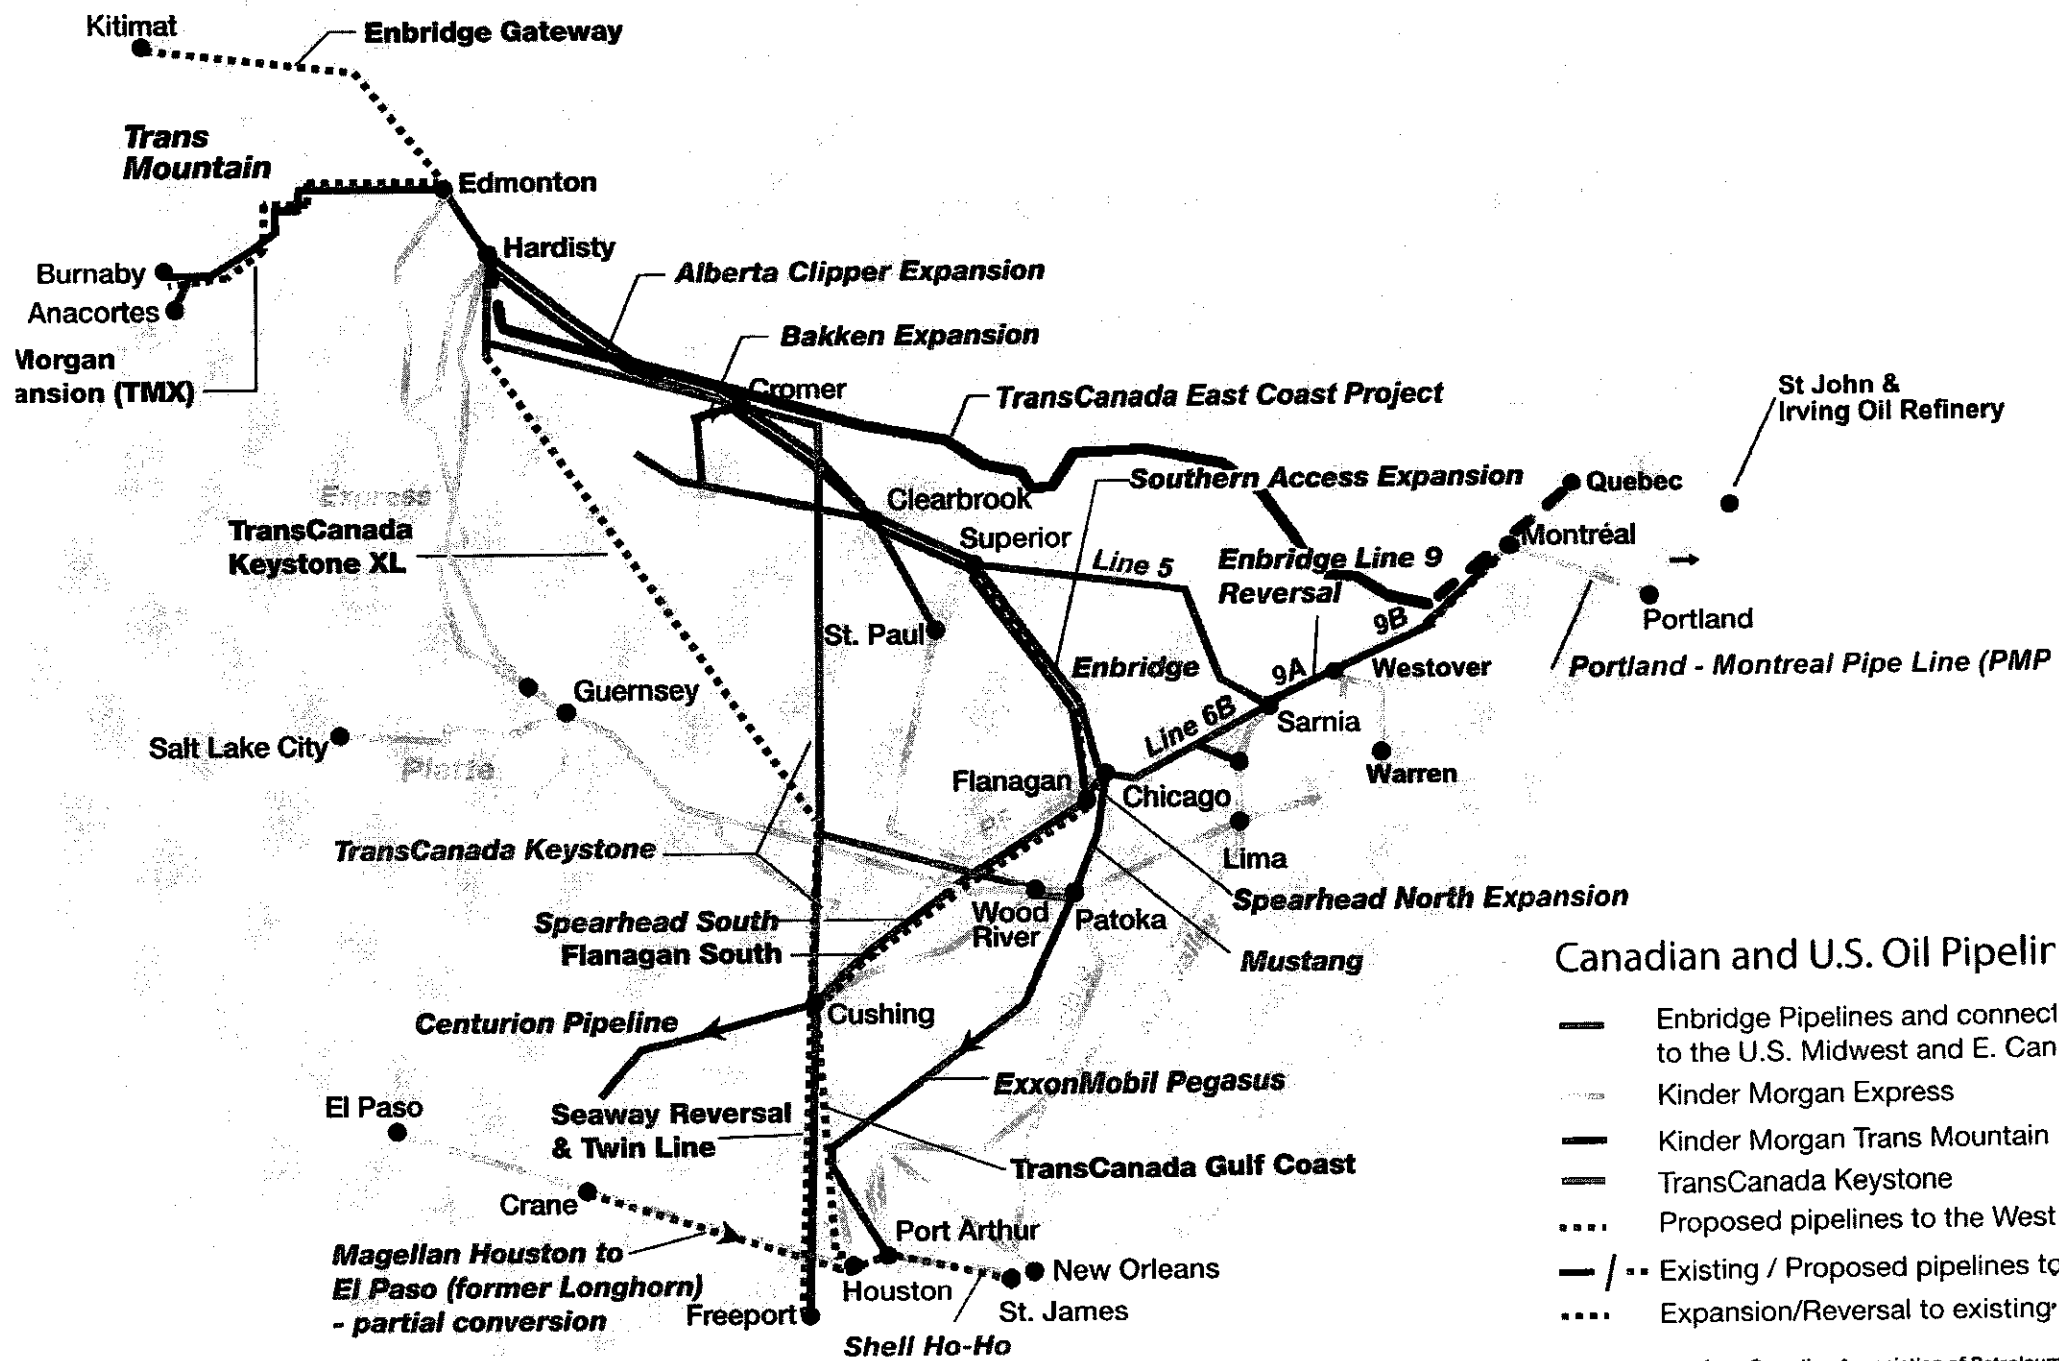 Kitimat
Enbridge Gateway
Trans
Mountain
Edmonton
Hardisty
Burnaby
Alberta Clipper Expansion
Anacortes
Bakken Expansion
Morgan
ansion (TMX)
Cromer
TransCanada East Coast Project
St John &
Irving Oil Refinery
Southern Access Expansion
Quebec
Express
Clearbrook
TransCanada
Keystone XL
Superior
Montréal
Line 5
Enbridge Line 9
Reversal
9B
Portland
St. Paul
Enbridge
9A
Westover
Portland - Montreal Pipe Line (PMP
Guernsey
Line 6B
Sarnia
Salt Lake City
Platte
Flanagan
Chicago
Warren
TransCanada Keystone
Lima
Spearhead South
Flanagan South
Wood
River
Patoka
Spearhead North Expansion
Mustang
Cushing
Centurion Pipeline
ExxonMobil Pegasus
El Paso
Seaway Reversal
& Twin Line
TransCanada Gulf Coast
Crane
Port Arthur
Magellan Houston to
El Paso (former Longhorn)
- partial conversion
Houston
New Orleans
St. James
Freeport
Shell Ho-Ho
Canadian and U.S. Oil Pipelin
Enbridge Pipelines and connect
to the U.S. Midwest and E. Can
Kinder Morgan Express
Kinder Morgan Trans Mountain
TransCanada Keystone
Proposed pipelines to the West
Existing / Proposed pipelines to
Expansion/Reversal to existing